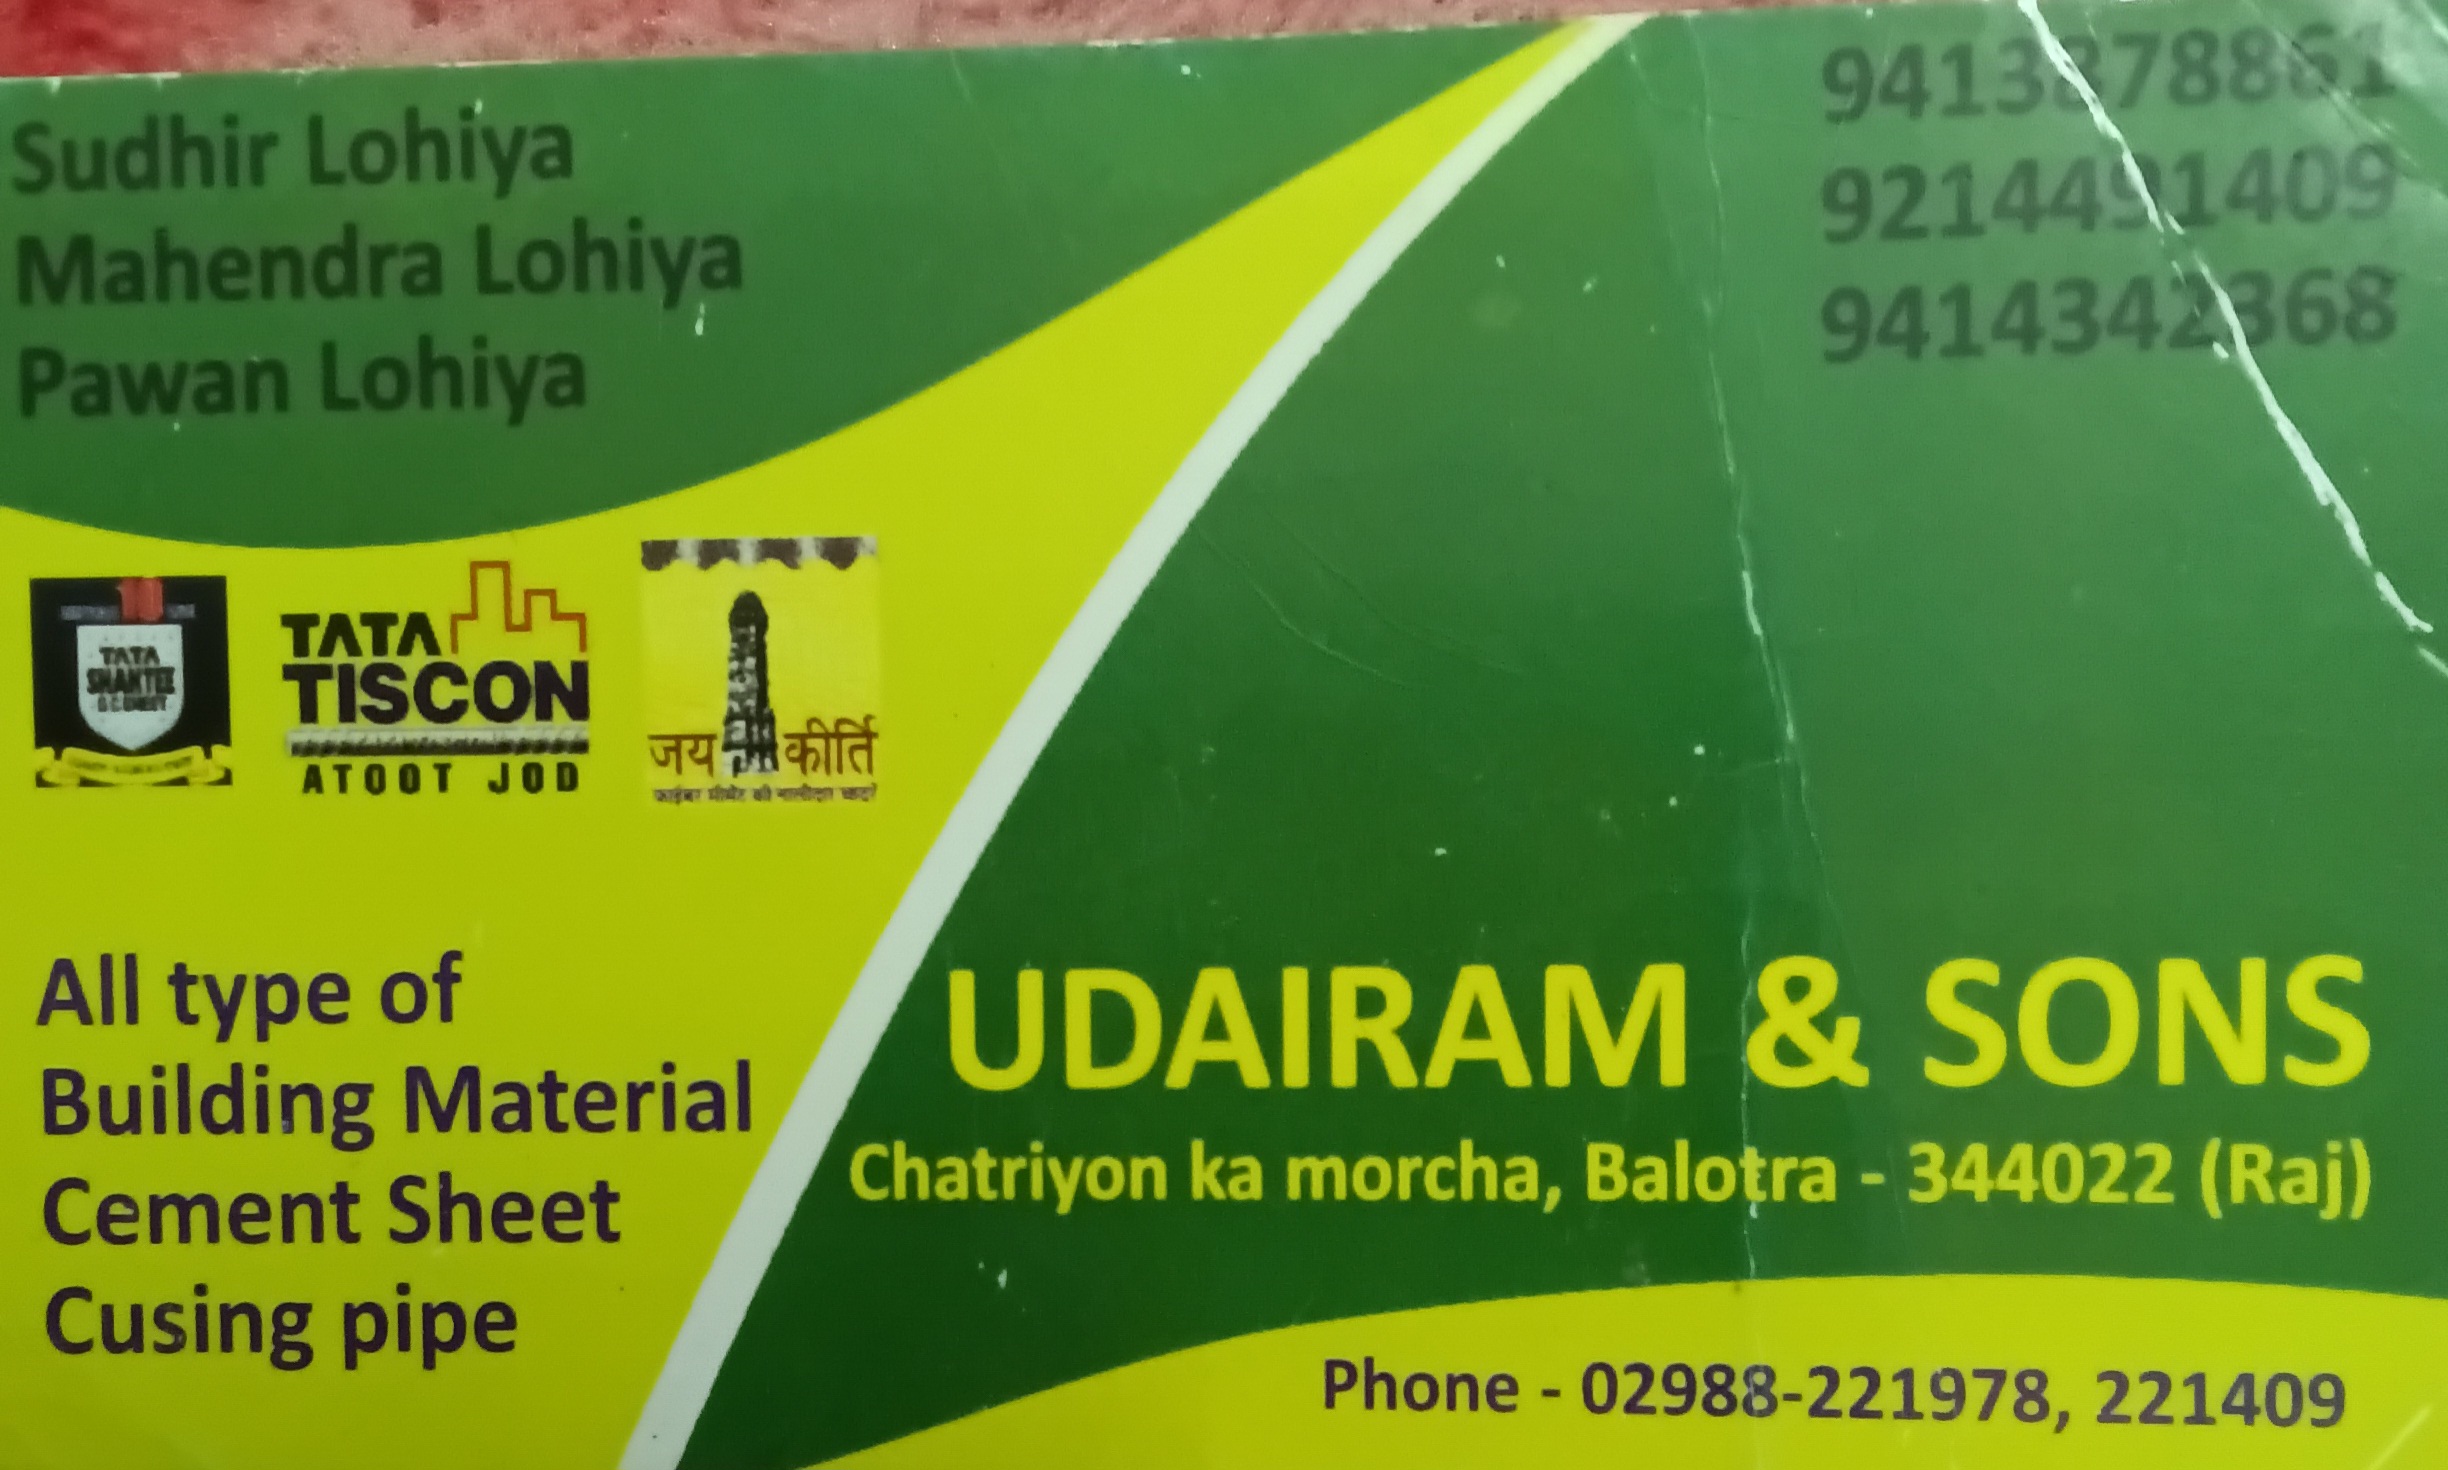 Sudhir Lohiya
Mahendra Lohiya
Pawan Lohiya
9413878861
9214491409
9414342368
TATA
SHAKTEE
TATA
TISCON
ATOOT JOD
जय कीर्ति
All type of
Building Material
Cement Sheet
Cusing pipe
UDAIRAM & SONS
Chatriyon ka morcha, Balotra - 344022 (Raj)
Phone - 02988-221978, 221409